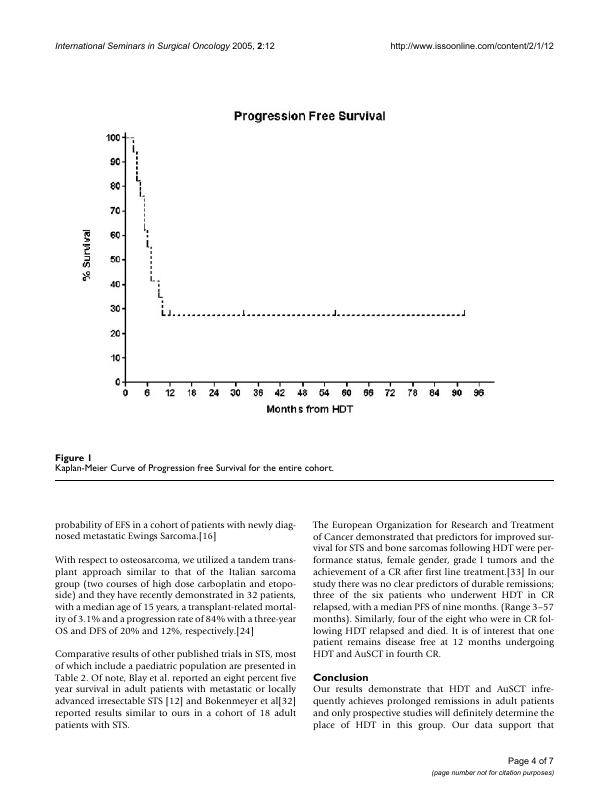 International Seminars in Surgical Oncology 2005, 2:12
http://www.issoonline.com/content/2/1/12
Progression Free Survival
100
90
80
70
60
50
40
30
20
10
0
% Survival
0 6 12 18 24 30 36 42 48 54 60 66 72 78 84 90 96
Months from HDT
Figure 1
Kaplan-Meier Curve of Progression free Survival for the entire cohort.
probability of EFS in a cohort of patients with newly diag-
nosed metastatic Ewings Sarcoma.[16]
With respect to osteosarcoma, we utilized a tandem trans-
plant approach similar to that of the Italian sarcoma
group (two courses of high dose carboplatin and etopo-
side) and they have recently demonstrated in 32 patients,
with a median age of 15 years, a transplant-related mortal-
ity of 3.1% and a progression rate of 84% with a three-year
OS and DFS of 20% and 12%, respectively.[24]
Comparative results of other published trials in STS, most
of which include a paediatric population are presented in
Table 2. Of note, Blay et al. reported an eight percent five
year survival in adult patients with metastatic or locally
advanced irresectable STS [12] and Bokenmeyer et al[32]
reported results similar to ours in a cohort of 18 adult
patients with STS.
The European Organization for Research and Treatment
of Cancer demonstrated that predictors for improved sur-
vival for STS and bone sarcomas following HDT were per-
formance status, female gender, grade I tumors and the
achievement of a CR after first line treatment.[33] In our
study there was no clear predictors of durable remissions;
three of the six patients who underwent HDT in CR
relapsed, with a median PFS of nine months. (Range 3–57
months). Similarly, four of the eight who were in CR fol-
lowing HDT relapsed and died. It is of interest that one
patient remains disease free at 12 months undergoing
HDT and AuSCT in fourth CR.
Conclusion
Our results demonstrate that HDT and AuSCT infre-
quently achieves prolonged remissions in adult patients
and only prospective studies will definitely determine the
place of HDT in this group. Our data support that
Page 4 of 7
(page number not for citation purposes)